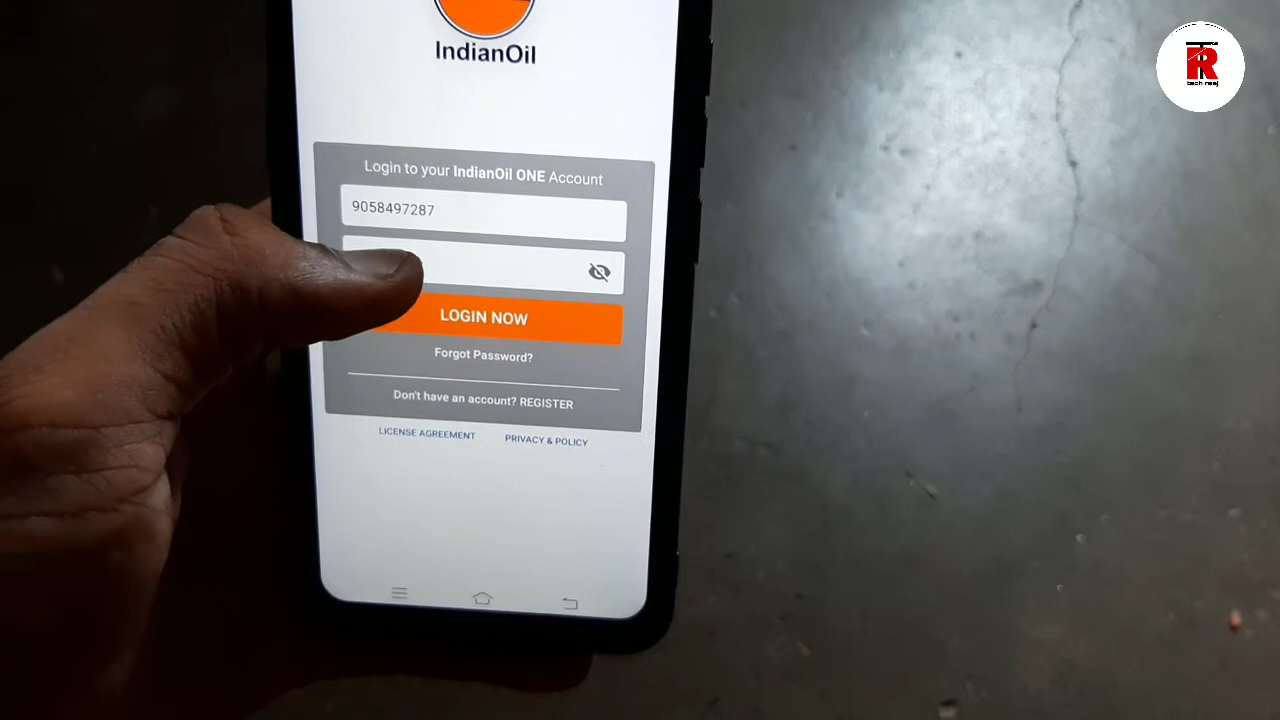 IndianOil
Login to your IndianOil ONE Account
9058497287
LOGIN NOW
Forgot Password?
Don't have an account? REGISTER
LICENSE AGREEMENT PRIVACY & POLICY
TR
tech raaj